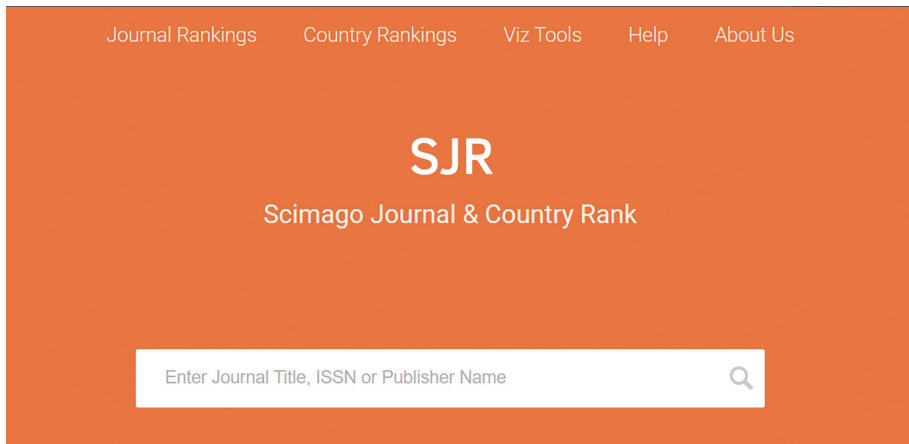 Journal Rankings Country Rankings Viz Tools Help About Us
SJR
Scimago Journal & Country Rank
Enter Journal Title, ISSN or Publisher Name